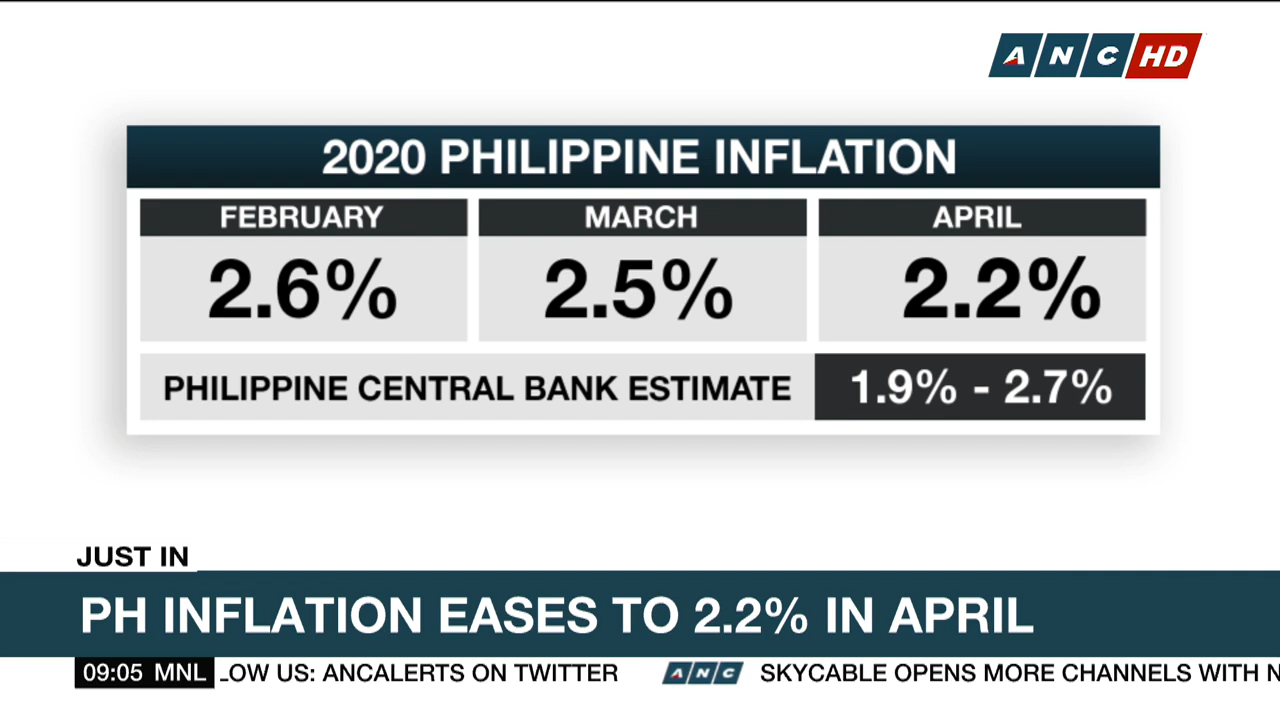 ANC HD
2020 PHILIPPINE INFLATION
FEBRUARY MARCH APRIL
2.6% 2.5% 2.2%
PHILIPPINE CENTRAL BANK ESTIMATE 1.9% - 2.7%
JUST IN
PH INFLATION EASES TO 2.2% IN APRIL
09:05 MNL LOW US: ANCALERTS ON TWITTER ANC SKYCABLE OPENS MORE CHANNELS WITH N